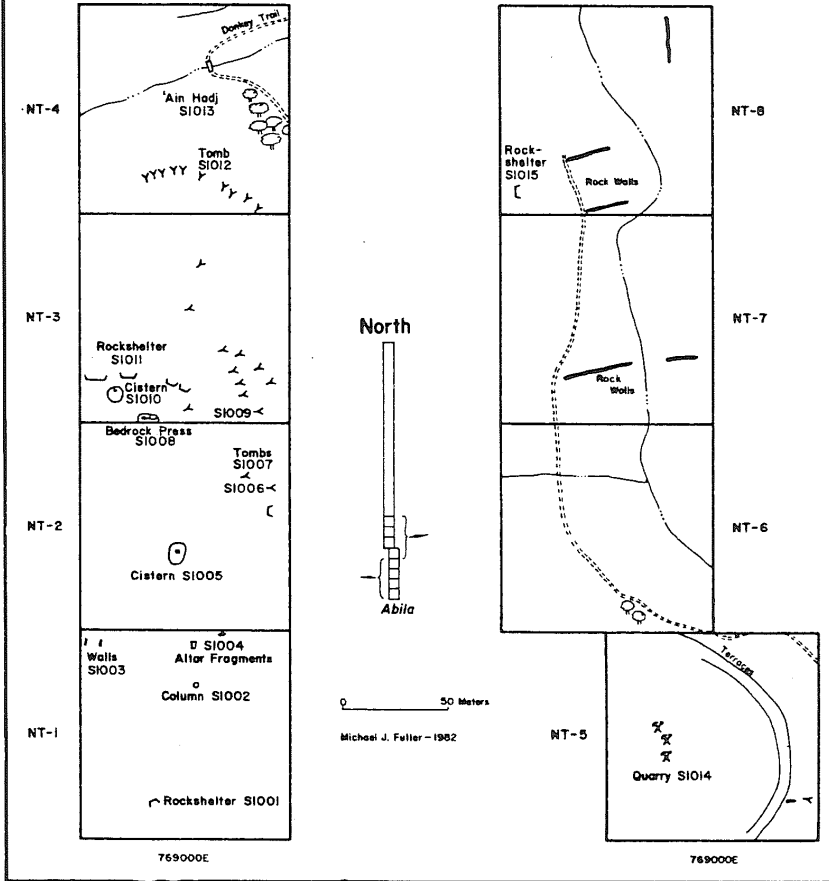 NT-4
Donkey Trail
'Ain Hadj
S1013
Tomb
S1012
NT-3
Rockshelter
S1011
Cistern
S1010
S1009
Bedrock Press
S1008
NT-2
Tombs
S1007
S1006
Cistern S1005
NT-1
Walls
S1003
S1004
Altar Fragments
Column S1002
Rockshelter S1001
769000E
North
Abila
0 50 Meters
Michael J. Fuller - 1982
NT-8
Rock-
shelter
S1015
Rock Walls
NT-7
Rock
Walls
NT-6
NT-5
Terraces
Quarry S1014
769000E